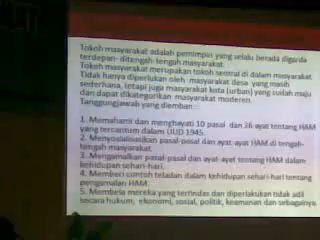 Tokoh masyarakat adalah pemimpin yang selalu berada digarda
terdepan- ditengah-tengah masyarakat.
Tokoh masyarakat merupakan tokoh sentral di dalam masyarakat
Tidak hanya diperlukan oleh masyarakat desa yang masih
sederhana, tetapi juga masyarakat kota (urban) yang sudah maju
dan dapat dikategorikan masyarakat moderen.
Tanggungjawab yang diemban :
1. Memahami dan menghayati 10 pasal dan 26 ayat tentang HAM
yang tercantum dalam UUD 1945.
2. Menyosialisasikan pasal-pasal dan ayat-ayat HAM di tengah-
tengah masyarakat.
3. Mengamalkan pasal-pasal dan ayat-ayat tentang HAM dalam
kehidupan sehari-hari.
4. Memberi contoh teladan dalam kehidupan sehari-hari tentang
pengamalan HAM.
5. Membela mereka yang tertindas dan diperlakukan tidak adil
secara hukum, ekonomi, sosial, politik, keamanan dan sebagainya.